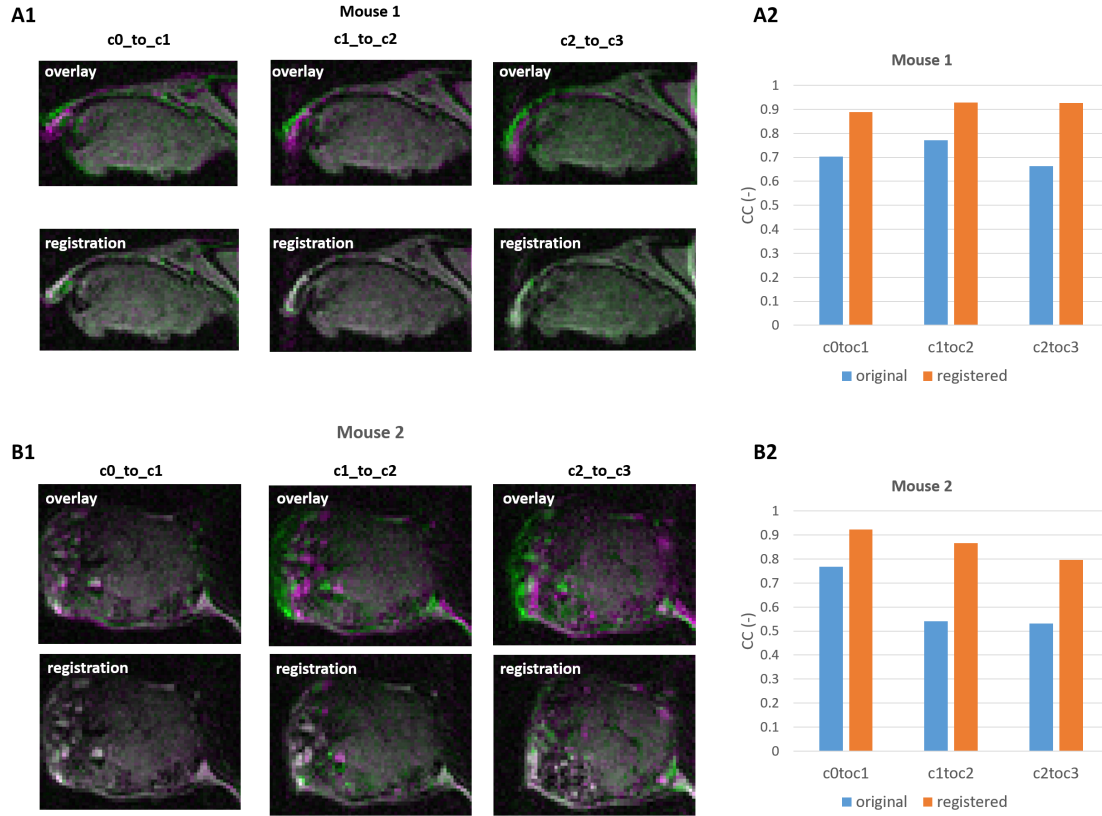 A1
Mouse 1
A2
c0_to_c1
c1_to_c2
c2_to_c3
overlay
overlay
overlay
registration
registration
registration
Mouse 1
CC (-)
1
0.9
0.8
0.7
0.6
0.5
0.4
0.3
0.2
0.1
0
c0toc1
c1toc2
c2toc3
original
registered
Mouse 2
B1
B2
c0_to_c1
c1_to_c2
c2_to_c3
overlay
overlay
overlay
registration
registration
registration
Mouse 2
CC (-)
1
0.9
0.8
0.7
0.6
0.5
0.4
0.3
0.2
0.1
0
c0toc1
c1toc2
c2toc3
original
registered